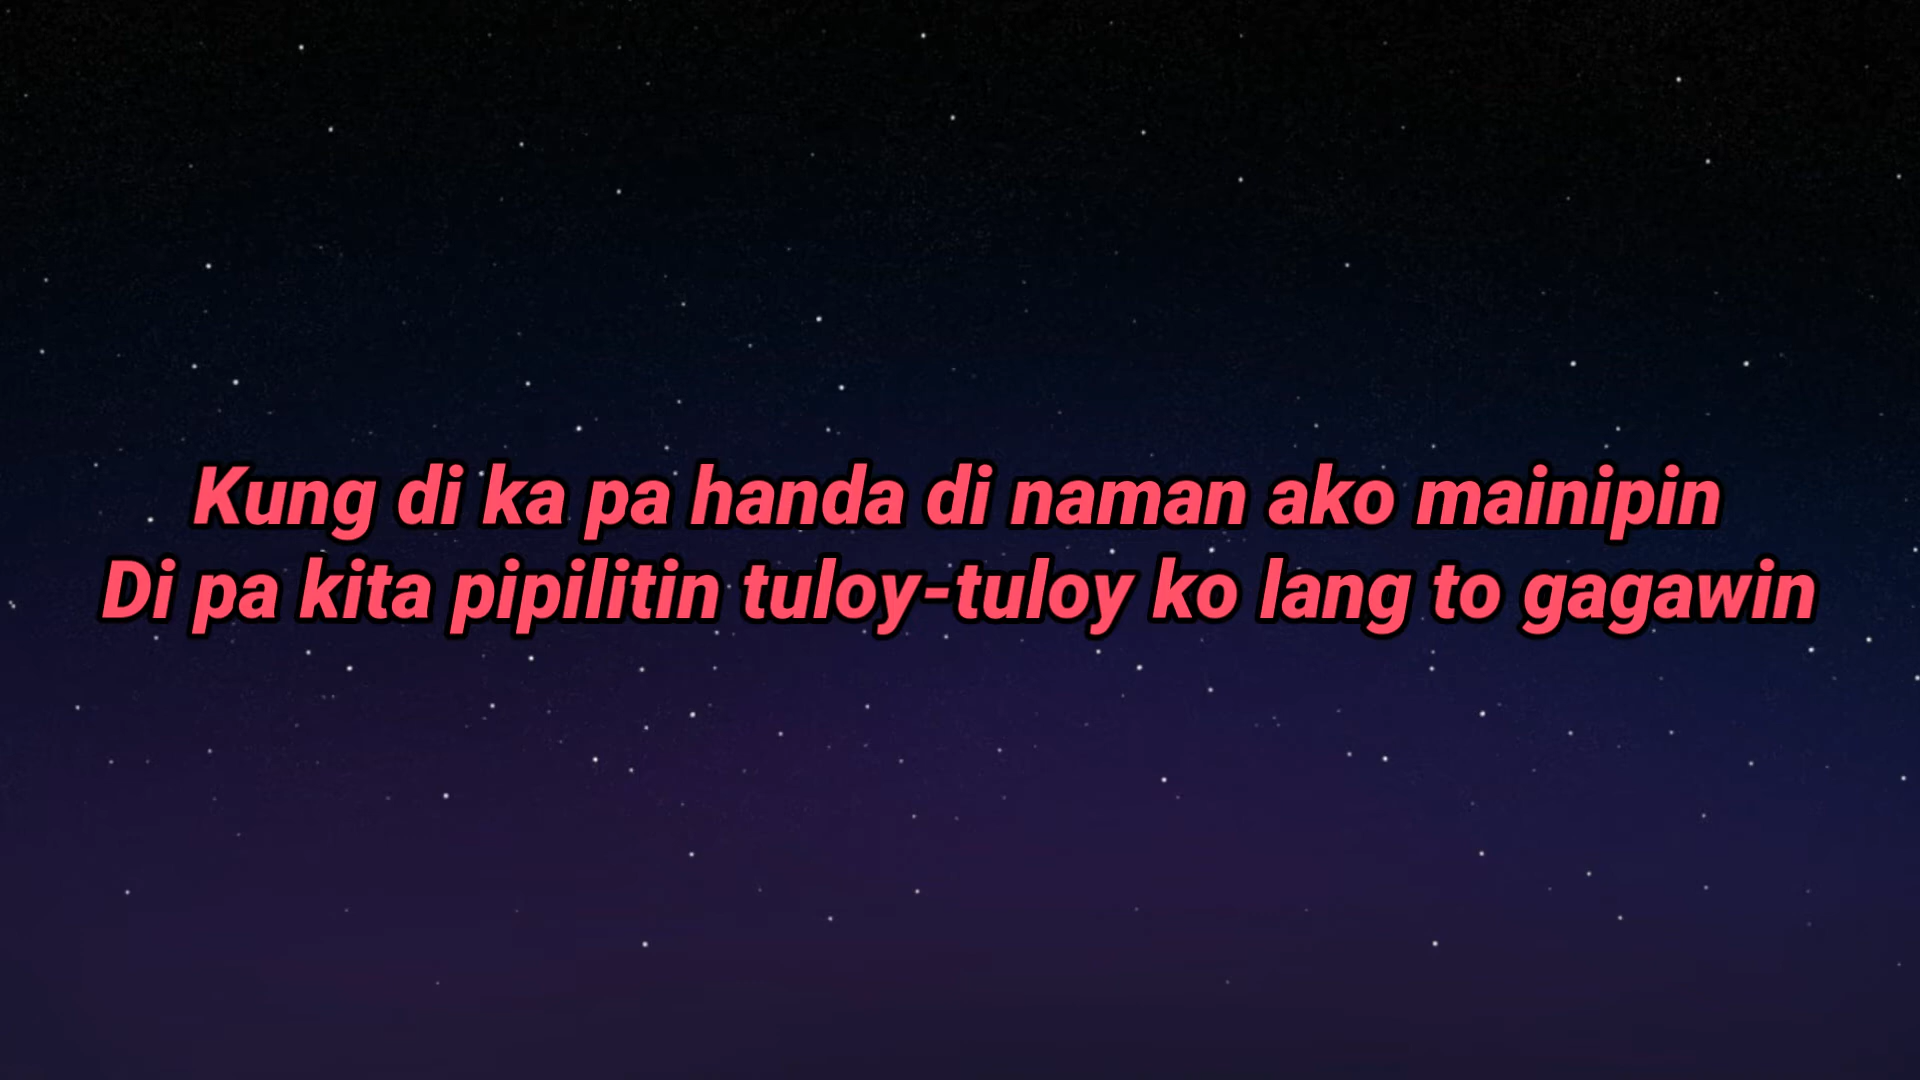 Kung di ka pa handa di naman ako mainipin
Di pa kita pipilitin tuloy-tuloy ko lang to gagawin